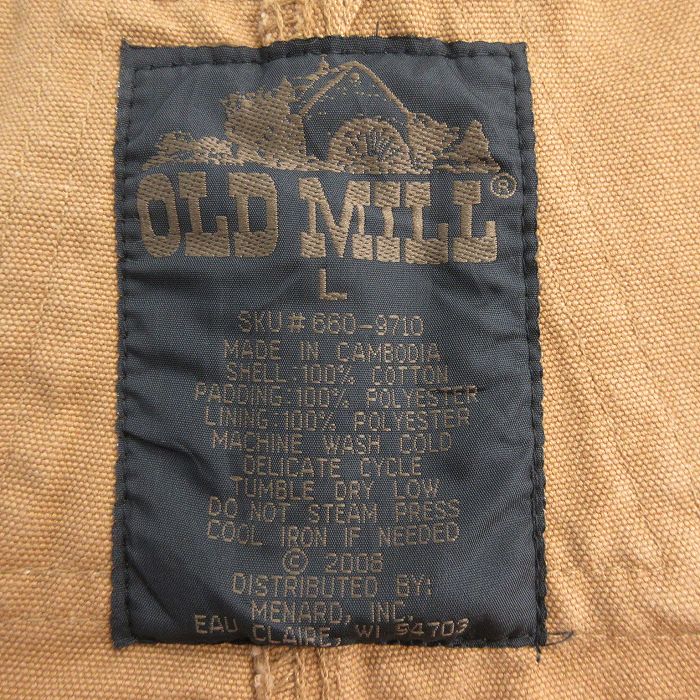 OLD MILL®
L
SKU# 660-9710
MADE IN CAMBODIA
SHELL: 100% COTTON
PADDING: 100% POLYESTER
LINING: 100% POLYESTER
MACHINE WASH COLD
DELICATE CYCLE
TUMBLE DRY LOW
DO NOT STEAM PRESS
COOL IRON IF NEEDED
© 2008
DISTRIBUTED BY:
MENARD, INC.
EAU CLAIRE, WI 54703